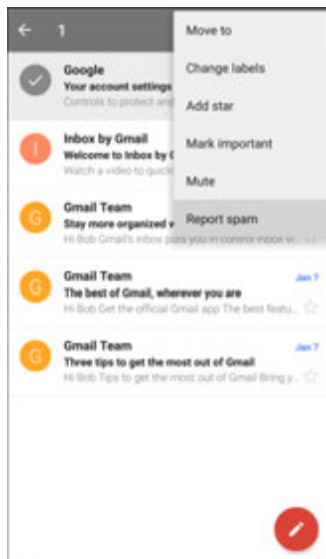 1
Move to
Change labels
Add star
Mark important
Mute
Report spam
Google
Your account settings
Controls to protect and
I
Inbox by Gmail
Welcome to Inbox by G
Watch a video to quick
G
Gmail Team
Stay more organized
Hi Bob Gmail's inbox puts you in control Inbox
G
Gmail Team
Jan 7
The best of Gmail, wherever you are
Hi Bob Get the official Gmail app The best featu...
G
Gmail Team
Jan 7
Three tips to get the most out of Gmail
Hi Bob Tips to get the most out of Gmail Bring y...